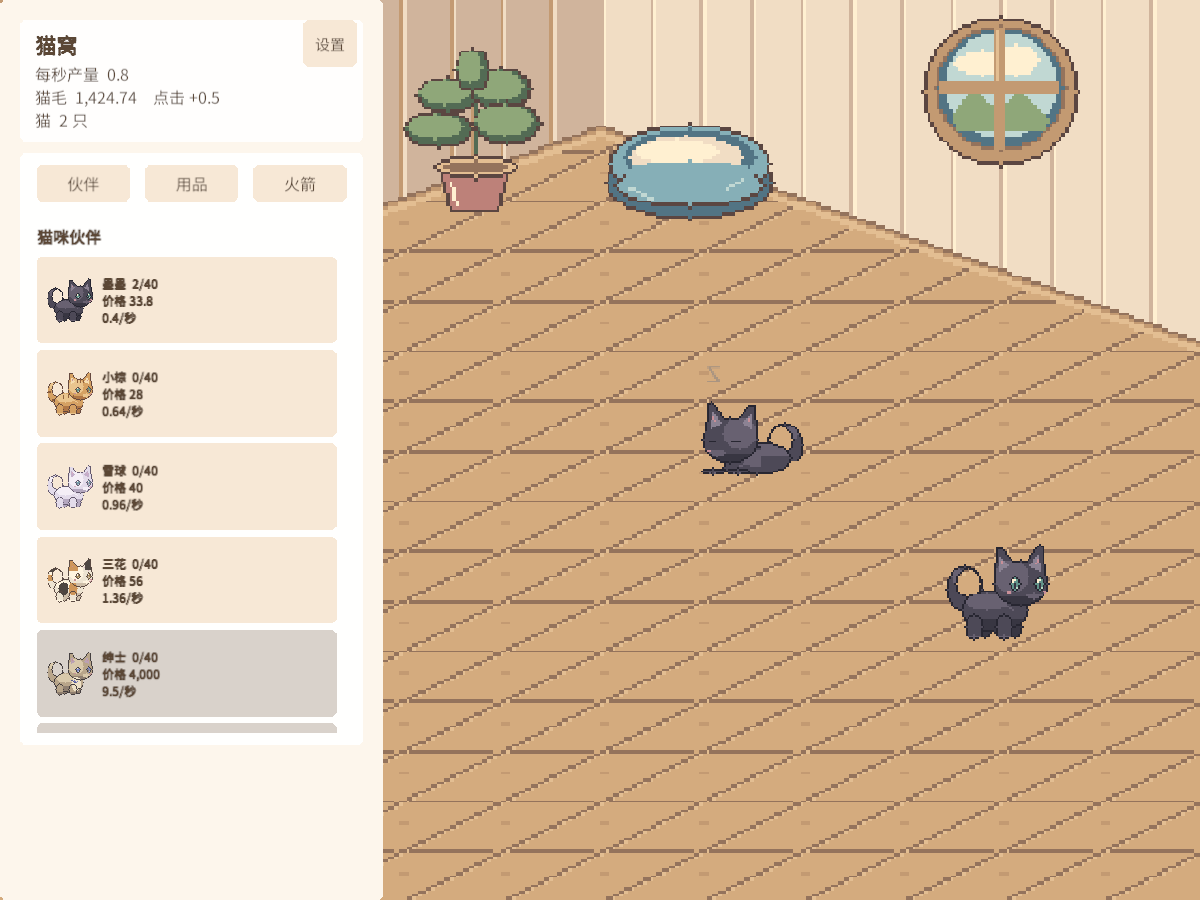 猫窝
设置
每秒产量 0.8
猫毛 1,424.74 点击 +0.5
猫 2 只
伙伴
用品
火箭
猫咪伙伴
墨墨 2/40
价格 33.8
0.4/秒
小棕 0/40
价格 28
0.64/秒
雪球 0/40
价格 40
0.96/秒
三花 0/40
价格 56
1.36/秒
绅士 0/40
价格 4,000
9.5/秒
Z